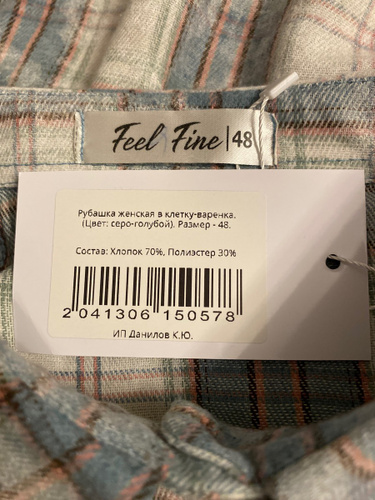 Feel Fine | 48
Рубашка женская в клетку-варенка.
(Цвет: серо-голубой). Размер - 48.
Состав: Хлопок 70%, Полиэстер 30%
2 041306 150578
ИП Данилов К.Ю.